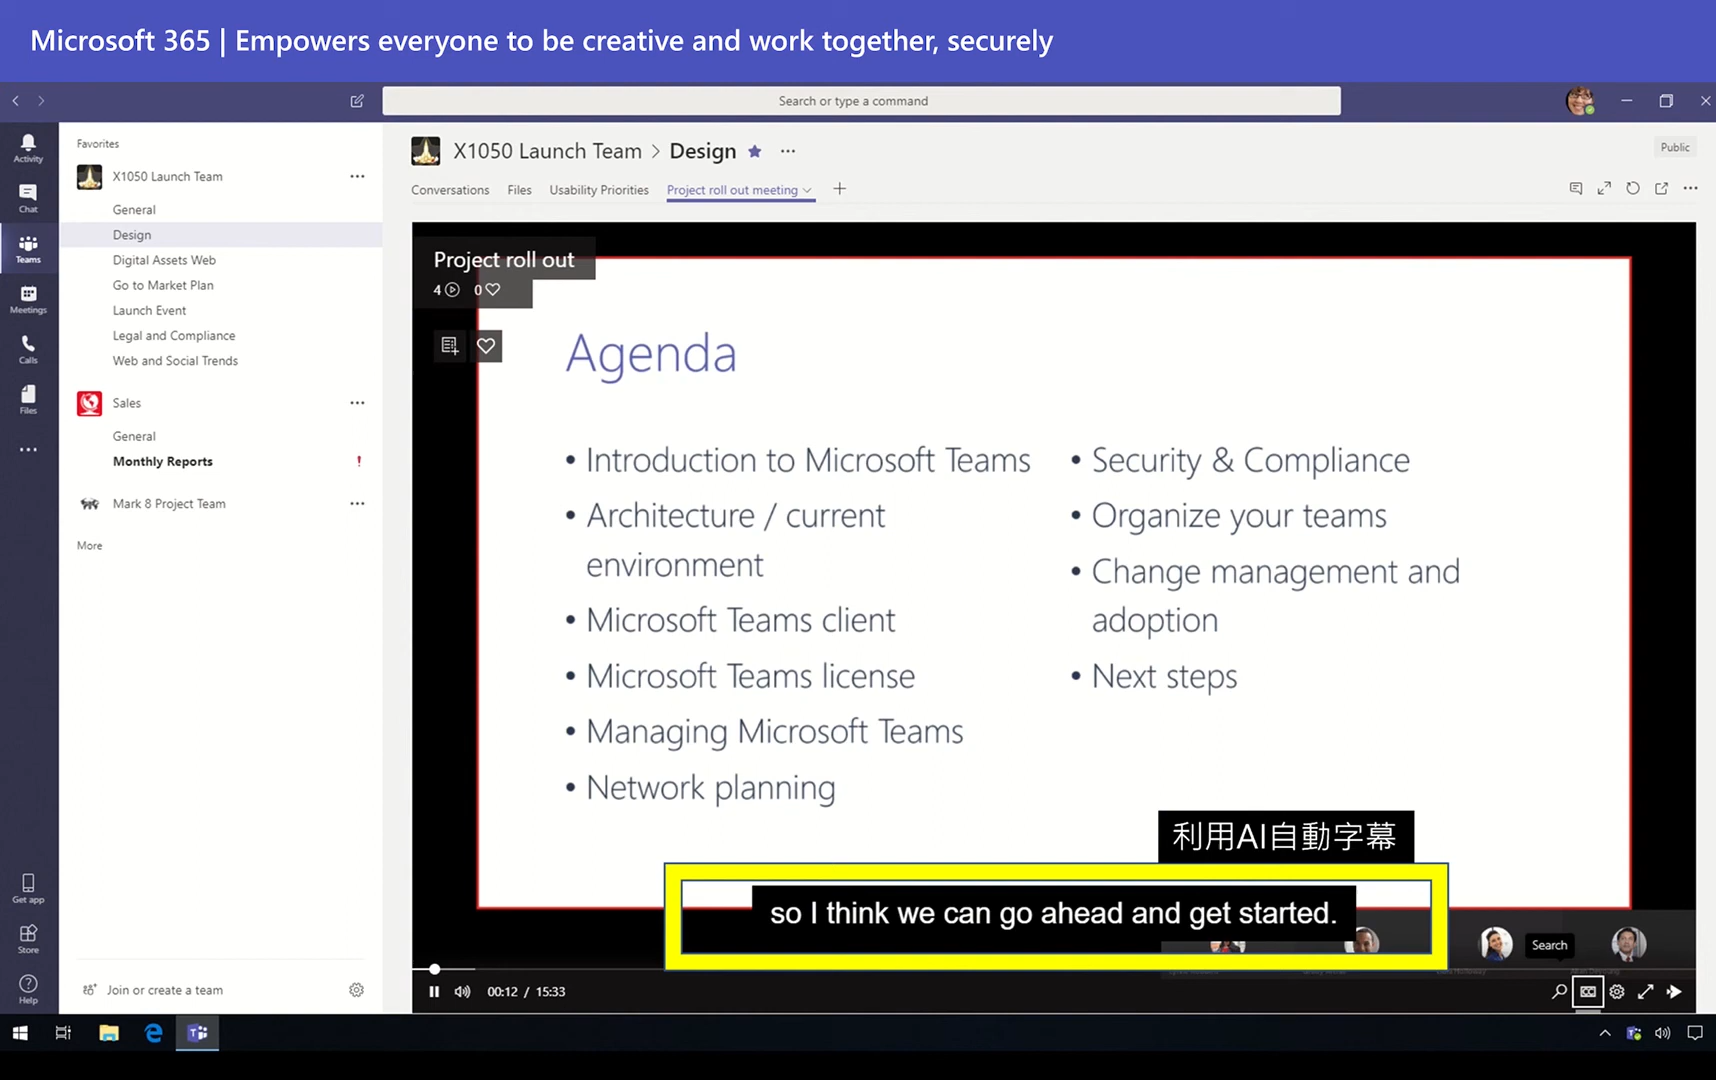 Microsoft 365 | Empowers everyone to be creative and work together, securely
Search or type a command
Activity
Chat
Teams
Meetings
Calls
Files
Get app
Store
Help
Favorites
X1050 Launch Team
General
Design
Digital Assets Web
Go to Market Plan
Launch Event
Legal and Compliance
Web and Social Trends
Sales
General
Monthly Reports !
Mark 8 Project Team
More
Join or create a team
X1050 Launch Team > Design
Public
Conversations Files Usability Priorities Project roll out meeting
Project roll out
4 0
Agenda
• Introduction to Microsoft Teams
• Architecture / current
environment
• Microsoft Teams client
• Microsoft Teams license
• Managing Microsoft Teams
• Network planning
• Security & Compliance
• Organize your teams
• Change management and
adoption
• Next steps
利用AI自動字幕
so I think we can go ahead and get started.
Search
00:12 / 15:33
CC